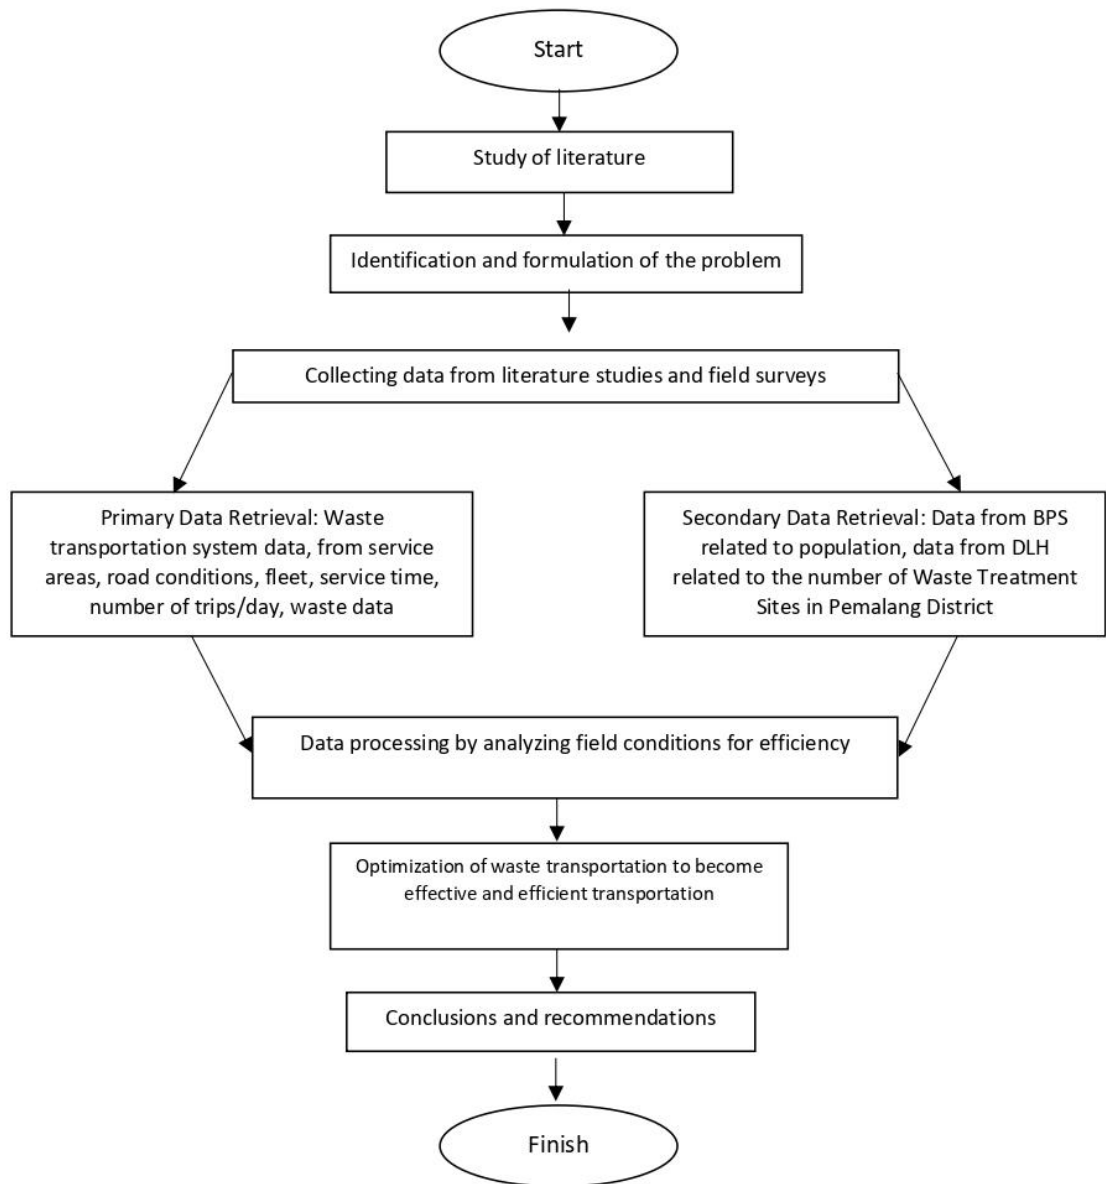 Start
Study of literature
Identification and formulation of the problem
Collecting data from literature studies and field surveys
Primary Data Retrieval: Waste
transportation system data, from service
areas, road conditions, fleet, service time,
number of trips/day, waste data
Secondary Data Retrieval: Data from BPS
related to population, data from DLH
related to the number of Waste Treatment
Sites in Pemalang District
Data processing by analyzing field conditions for efficiency
Optimization of waste transportation to become
effective and efficient transportation
Conclusions and recommendations
Finish